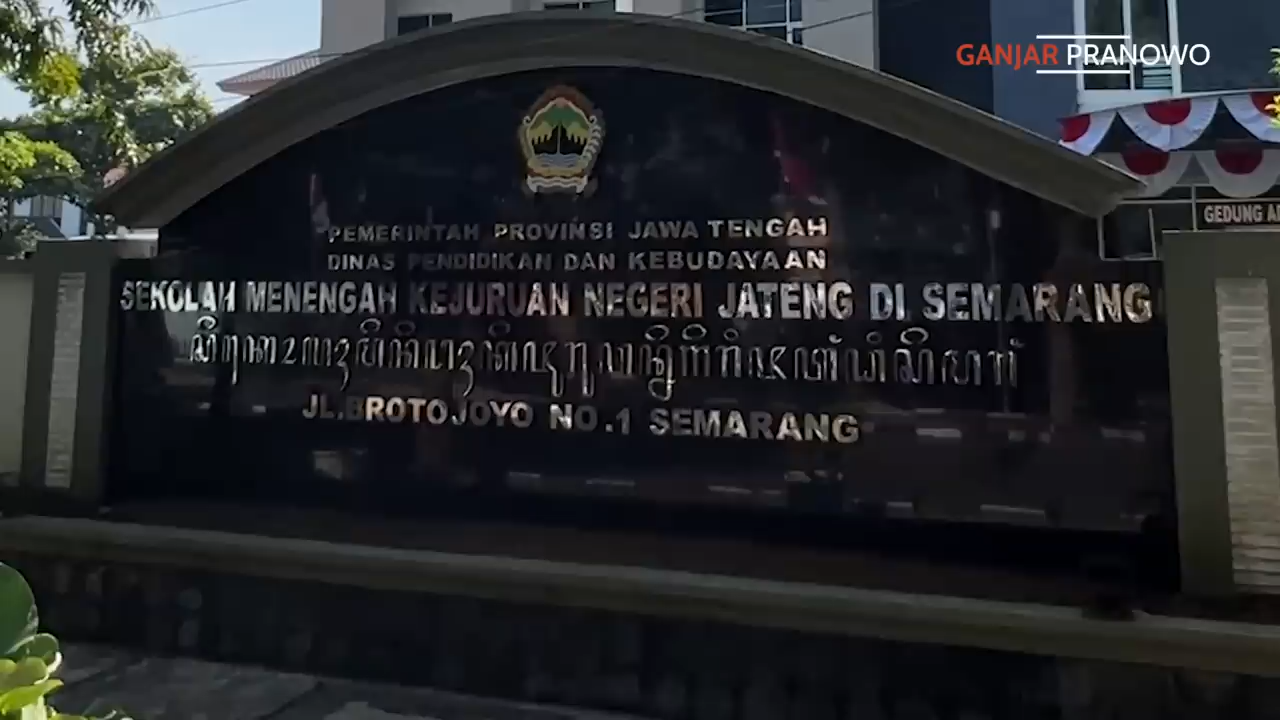 GANJAR PRANOWO
GEDUNG
PEMERINTAH PROVINSI JAWA TENGAH
DINAS PENDIDIKAN DAN KEBUDAYAAN
SEKOLAH MENENGAH KEJURUAN NEGERI JATENG DI SEMARANG
JL.BROTOJOYO NO.1 SEMARANG